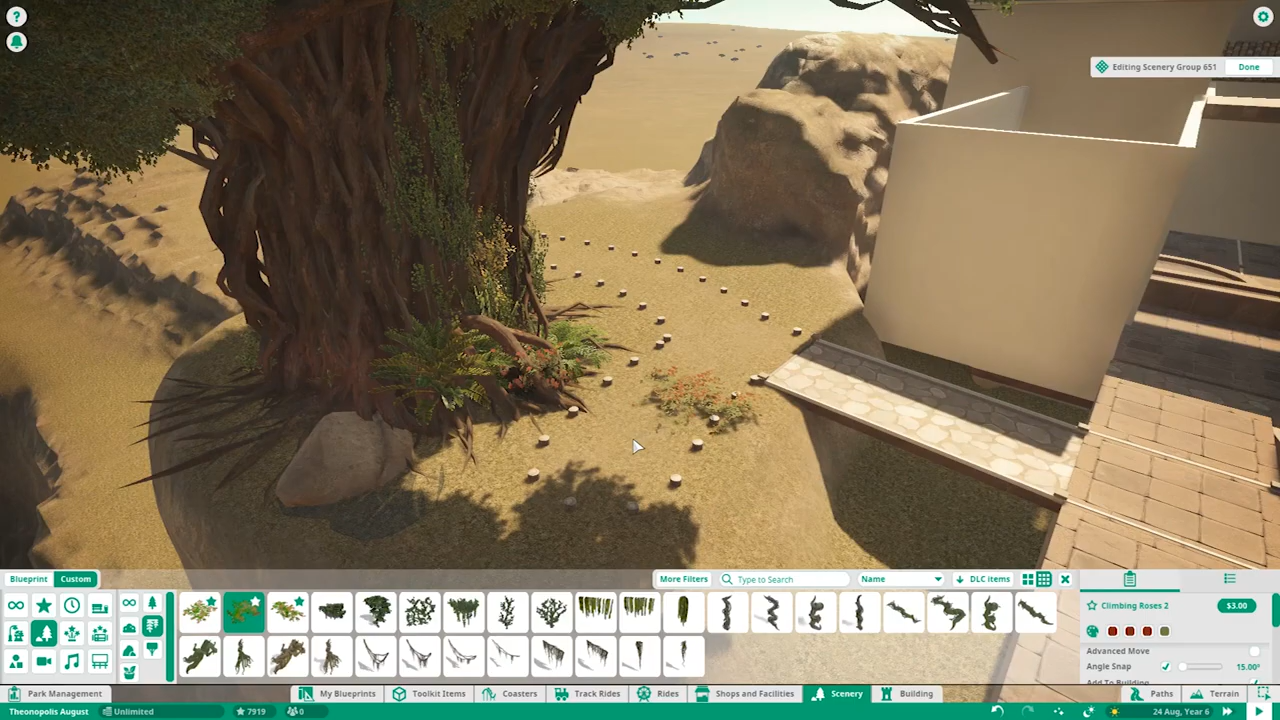 ?
Editing Scenery Group 651 Done
Blueprint Custom More Filters Type to Search Name DLC items
Climbing Roses 2 $3.00
Advanced Move
Angle Snap 15.00°
Park Management My Blueprints Toolkit Items Coasters Track Rides Rides Shops and Facilities Scenery Building Paths Terrain
Theonopolis August Unlimited 7919 0 24 Aug, Year 6